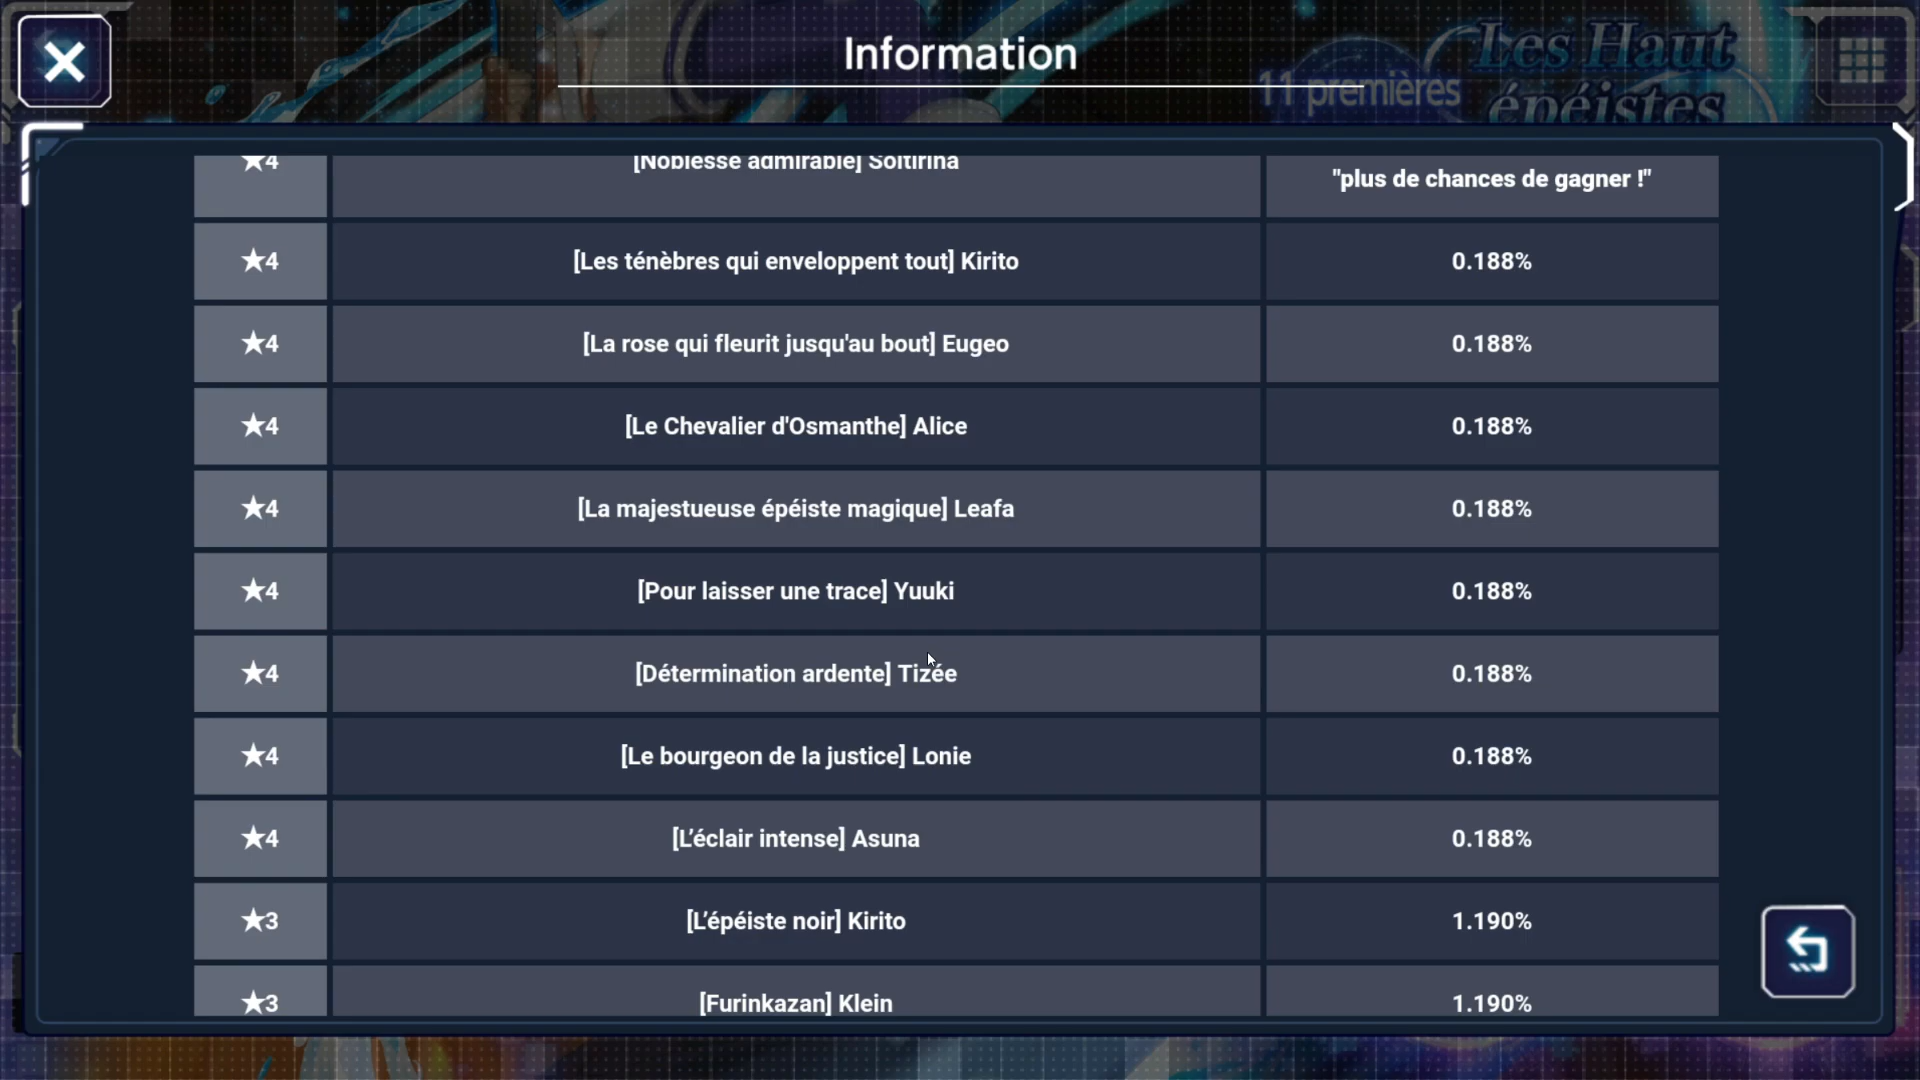 Information
11 premières
Les Haut
épéistes
★4 [Noblesse admirable] Soltirina "plus de chances de gagner !"
★4 [Les ténèbres qui enveloppent tout] Kirito 0.188%
★4 [La rose qui fleurit jusqu'au bout] Eugeo 0.188%
★4 [Le Chevalier d'Osmanthe] Alice 0.188%
★4 [La majestueuse épéiste magique] Leafa 0.188%
★4 [Pour laisser une trace] Yuuki 0.188%
★4 [Détermination ardente] Tizée 0.188%
★4 [Le bourgeon de la justice] Lonie 0.188%
★4 [L’éclair intense] Asuna 0.188%
★3 [L’épéiste noir] Kirito 1.190%
★3 [Furinkazan] Klein 1.190%